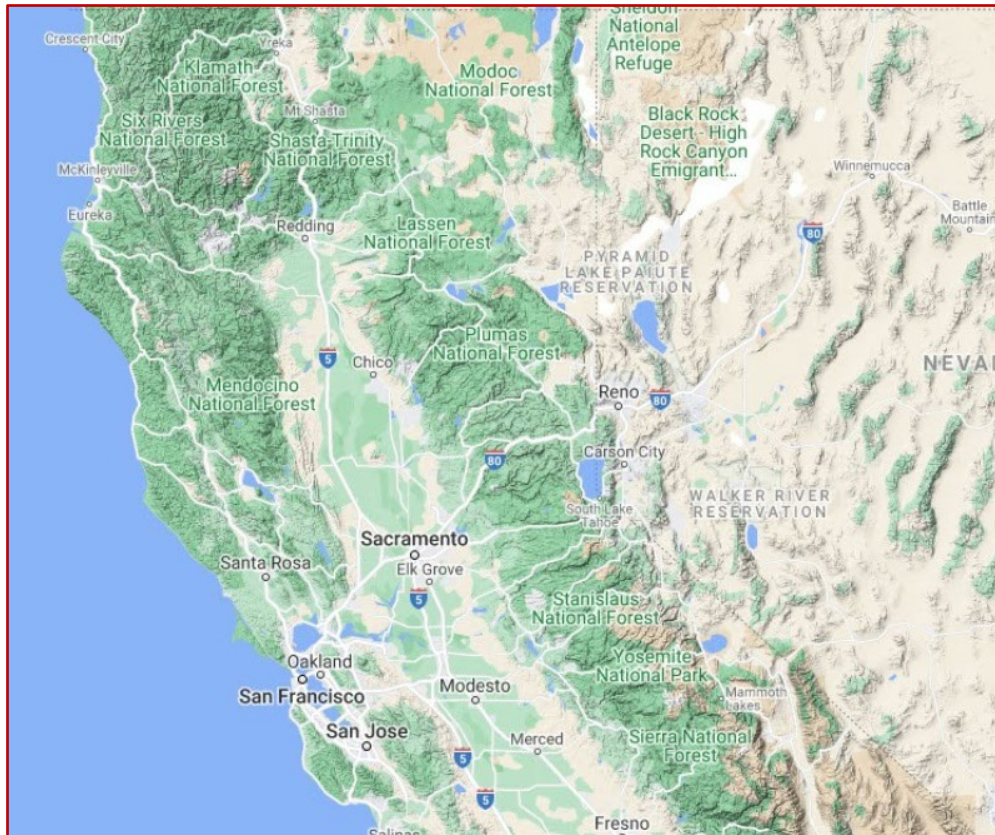 Sheldon
National
Antelope
Refuge
Crescent City
Yreka
Klamath
National Forest
Modoc
National Forest
Black Rock
Desert - High
Rock Canyon
Emigrant...
Mt Shasta
Six Rivers
National Forest
Shasta-Trinity
National Forest
McKinleyville
Winnemucca
Eureka
Battle
Mountain
Redding
Lassen
National Forest
80
PYRAMID
LAKE PAIUTE
RESERVATION
Plumas
National Forest
5
Chico
NEVAD
Mendocino
National Forest
Reno
80
Carson City
80
WALKER RIVER
RESERVATION
South Lake
Tahoe
Sacramento
Santa Rosa
Elk Grove
5
Stanislaus
National Forest
Oakland
San Francisco
Yosemite
National Park
Modesto
Mammoth
Lakes
San Jose
Merced
Sierra National
Forest
5
5
Salinas
Fresno